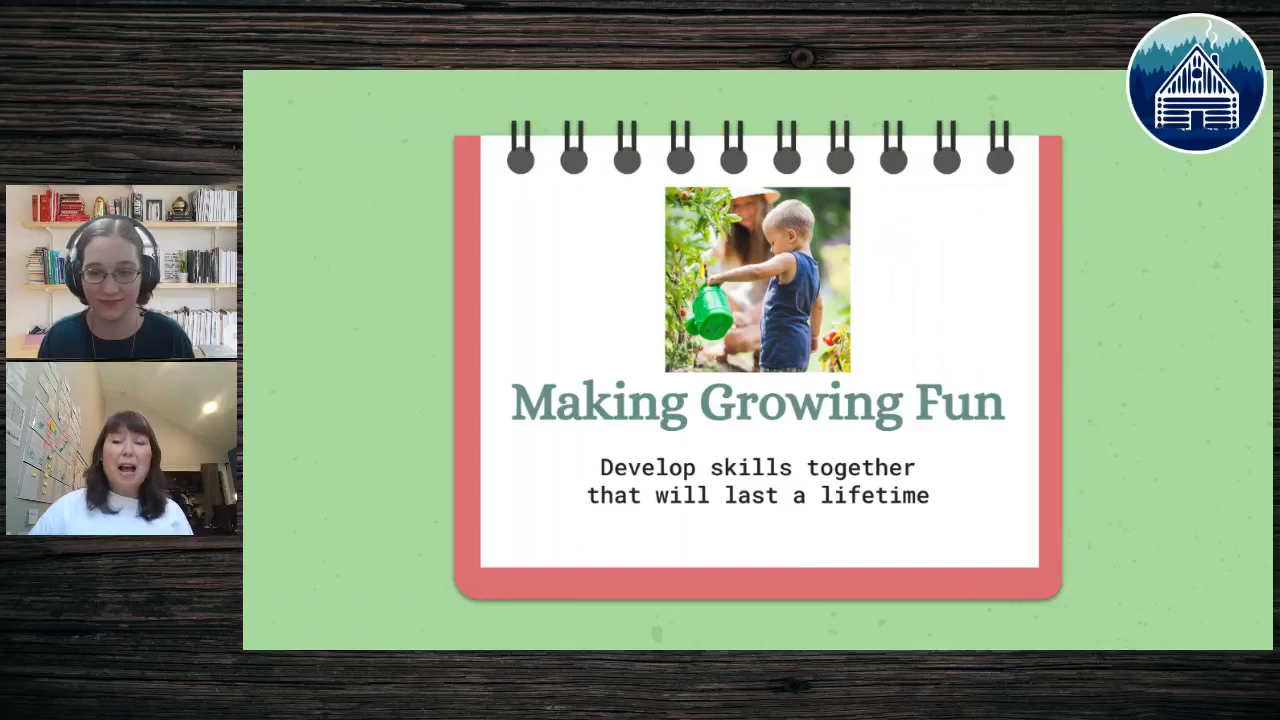 Making Growing Fun
Develop skills together
that will last a lifetime